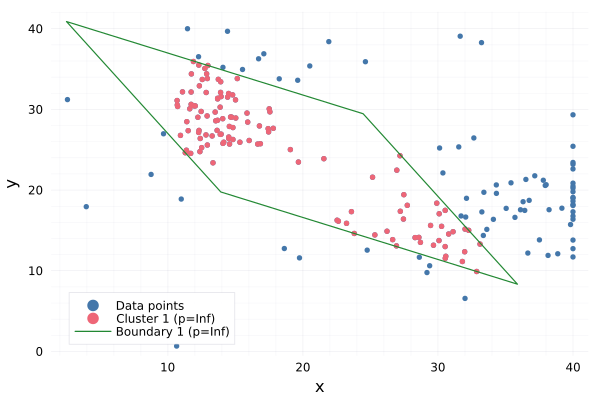 40
30
20
10
0
y
Data points
Cluster 1 (p=Inf)
Boundary 1 (p=Inf)
10 20 30 40
x